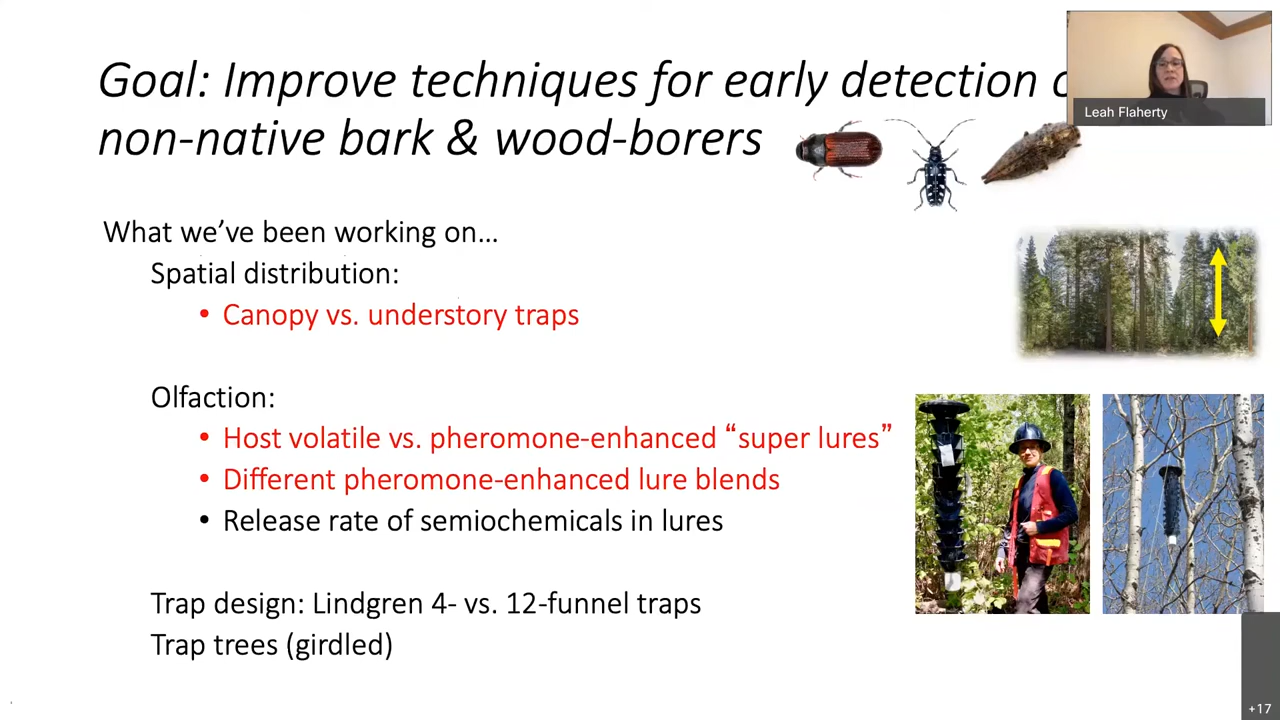 Goal: Improve techniques for early detection
non-native bark & wood-borers
Leah Flaherty
What we’ve been working on…
Spatial distribution:
• Canopy vs. understory traps
Olfaction:
• Host volatile vs. pheromone-enhanced “super lures”
• Different pheromone-enhanced lure blends
• Release rate of semiochemicals in lures
Trap design: Lindgren 4- vs. 12-funnel traps
Trap trees (girdled)
+17